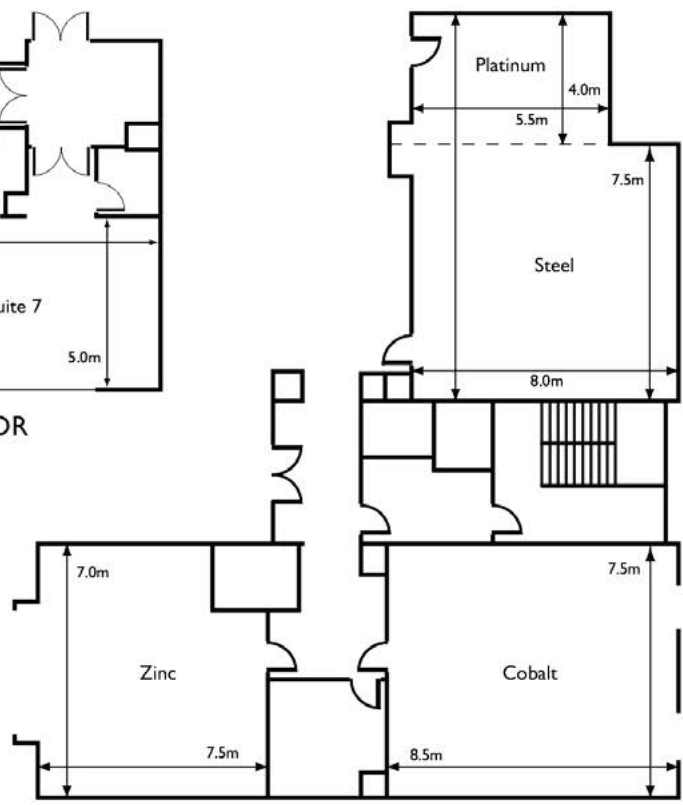 Platinum
4.0m
5.5m
7.5m
Steel
8.0m
uite 7
5.0m
OR
7.0m
Zinc
7.5m
7.5m
Cobalt
8.5m